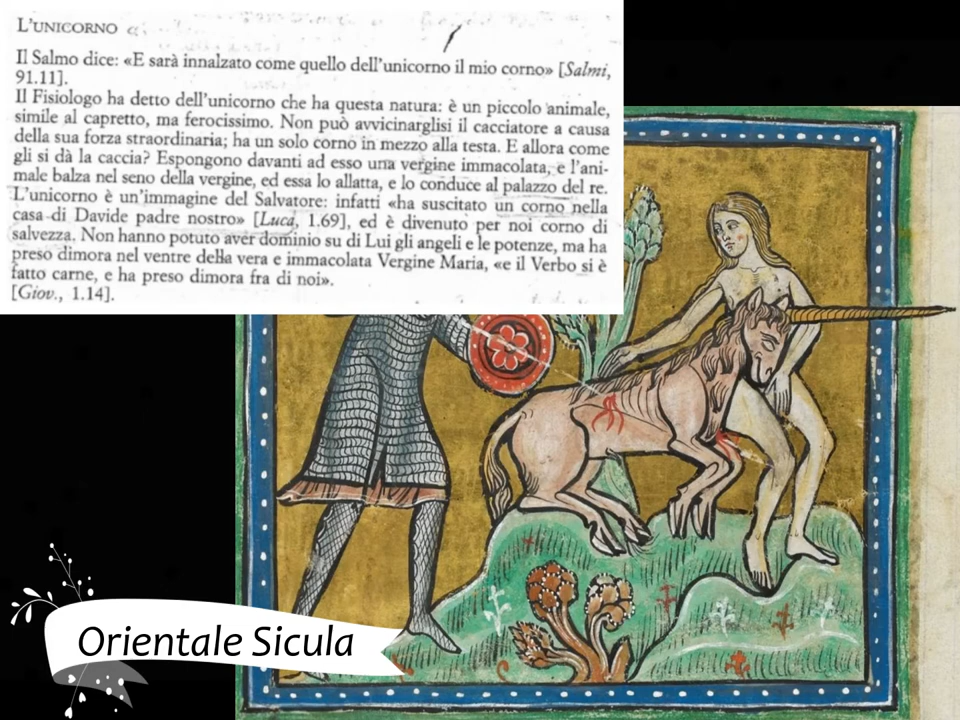 L'UNICORNO
Il Salmo dice: «E sarà innalzato come quello dell'unicorno il mio corno» [Salmi,
91.11].
Il Fisiologo ha detto dell'unicorno che ha questa natura: è un piccolo animale,
simile al capretto, ma ferocissimo. Non può avvicinarglisi il cacciatore a causa
della sua forza straordinaria; ha un solo corno in mezzo alla testa. E allora come
gli si dà la caccia? Espongono davanti ad esso una vergine immacolata, e l'ani-
male balza nel seno della vergine, ed essa lo allatta, e lo conduce al palazzo del re.
L'unicorno è un'immagine del Salvatore: infatti «ha suscitato un corno nella
casa di Davide padre nostro» [Luca, 1.69], ed è divenuto per noi corno di
salvezza. Non hanno potuto aver dominio su di Lui gli angeli e le potenze, ma ha
preso dimora nel ventre della vera e immacolata Vergine Maria, «e il Verbo si è
fatto carne, e ha preso dimora fra di noi».
[Giov., 1.14].
Orientale Sicula